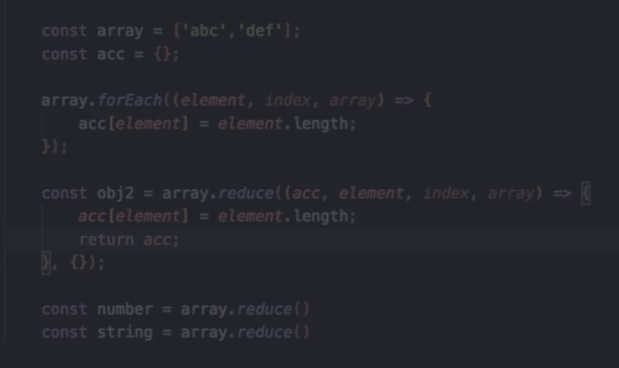 const array = ['abc','def'];
const acc = {};
array.forEach((element, index, array) => {
    acc[element] = element.length;
});
const obj2 = array.reduce((acc, element, index, array) => {
    acc[element] = element.length;
    return acc;
}, {});
const number = array.reduce()
const string = array.reduce()